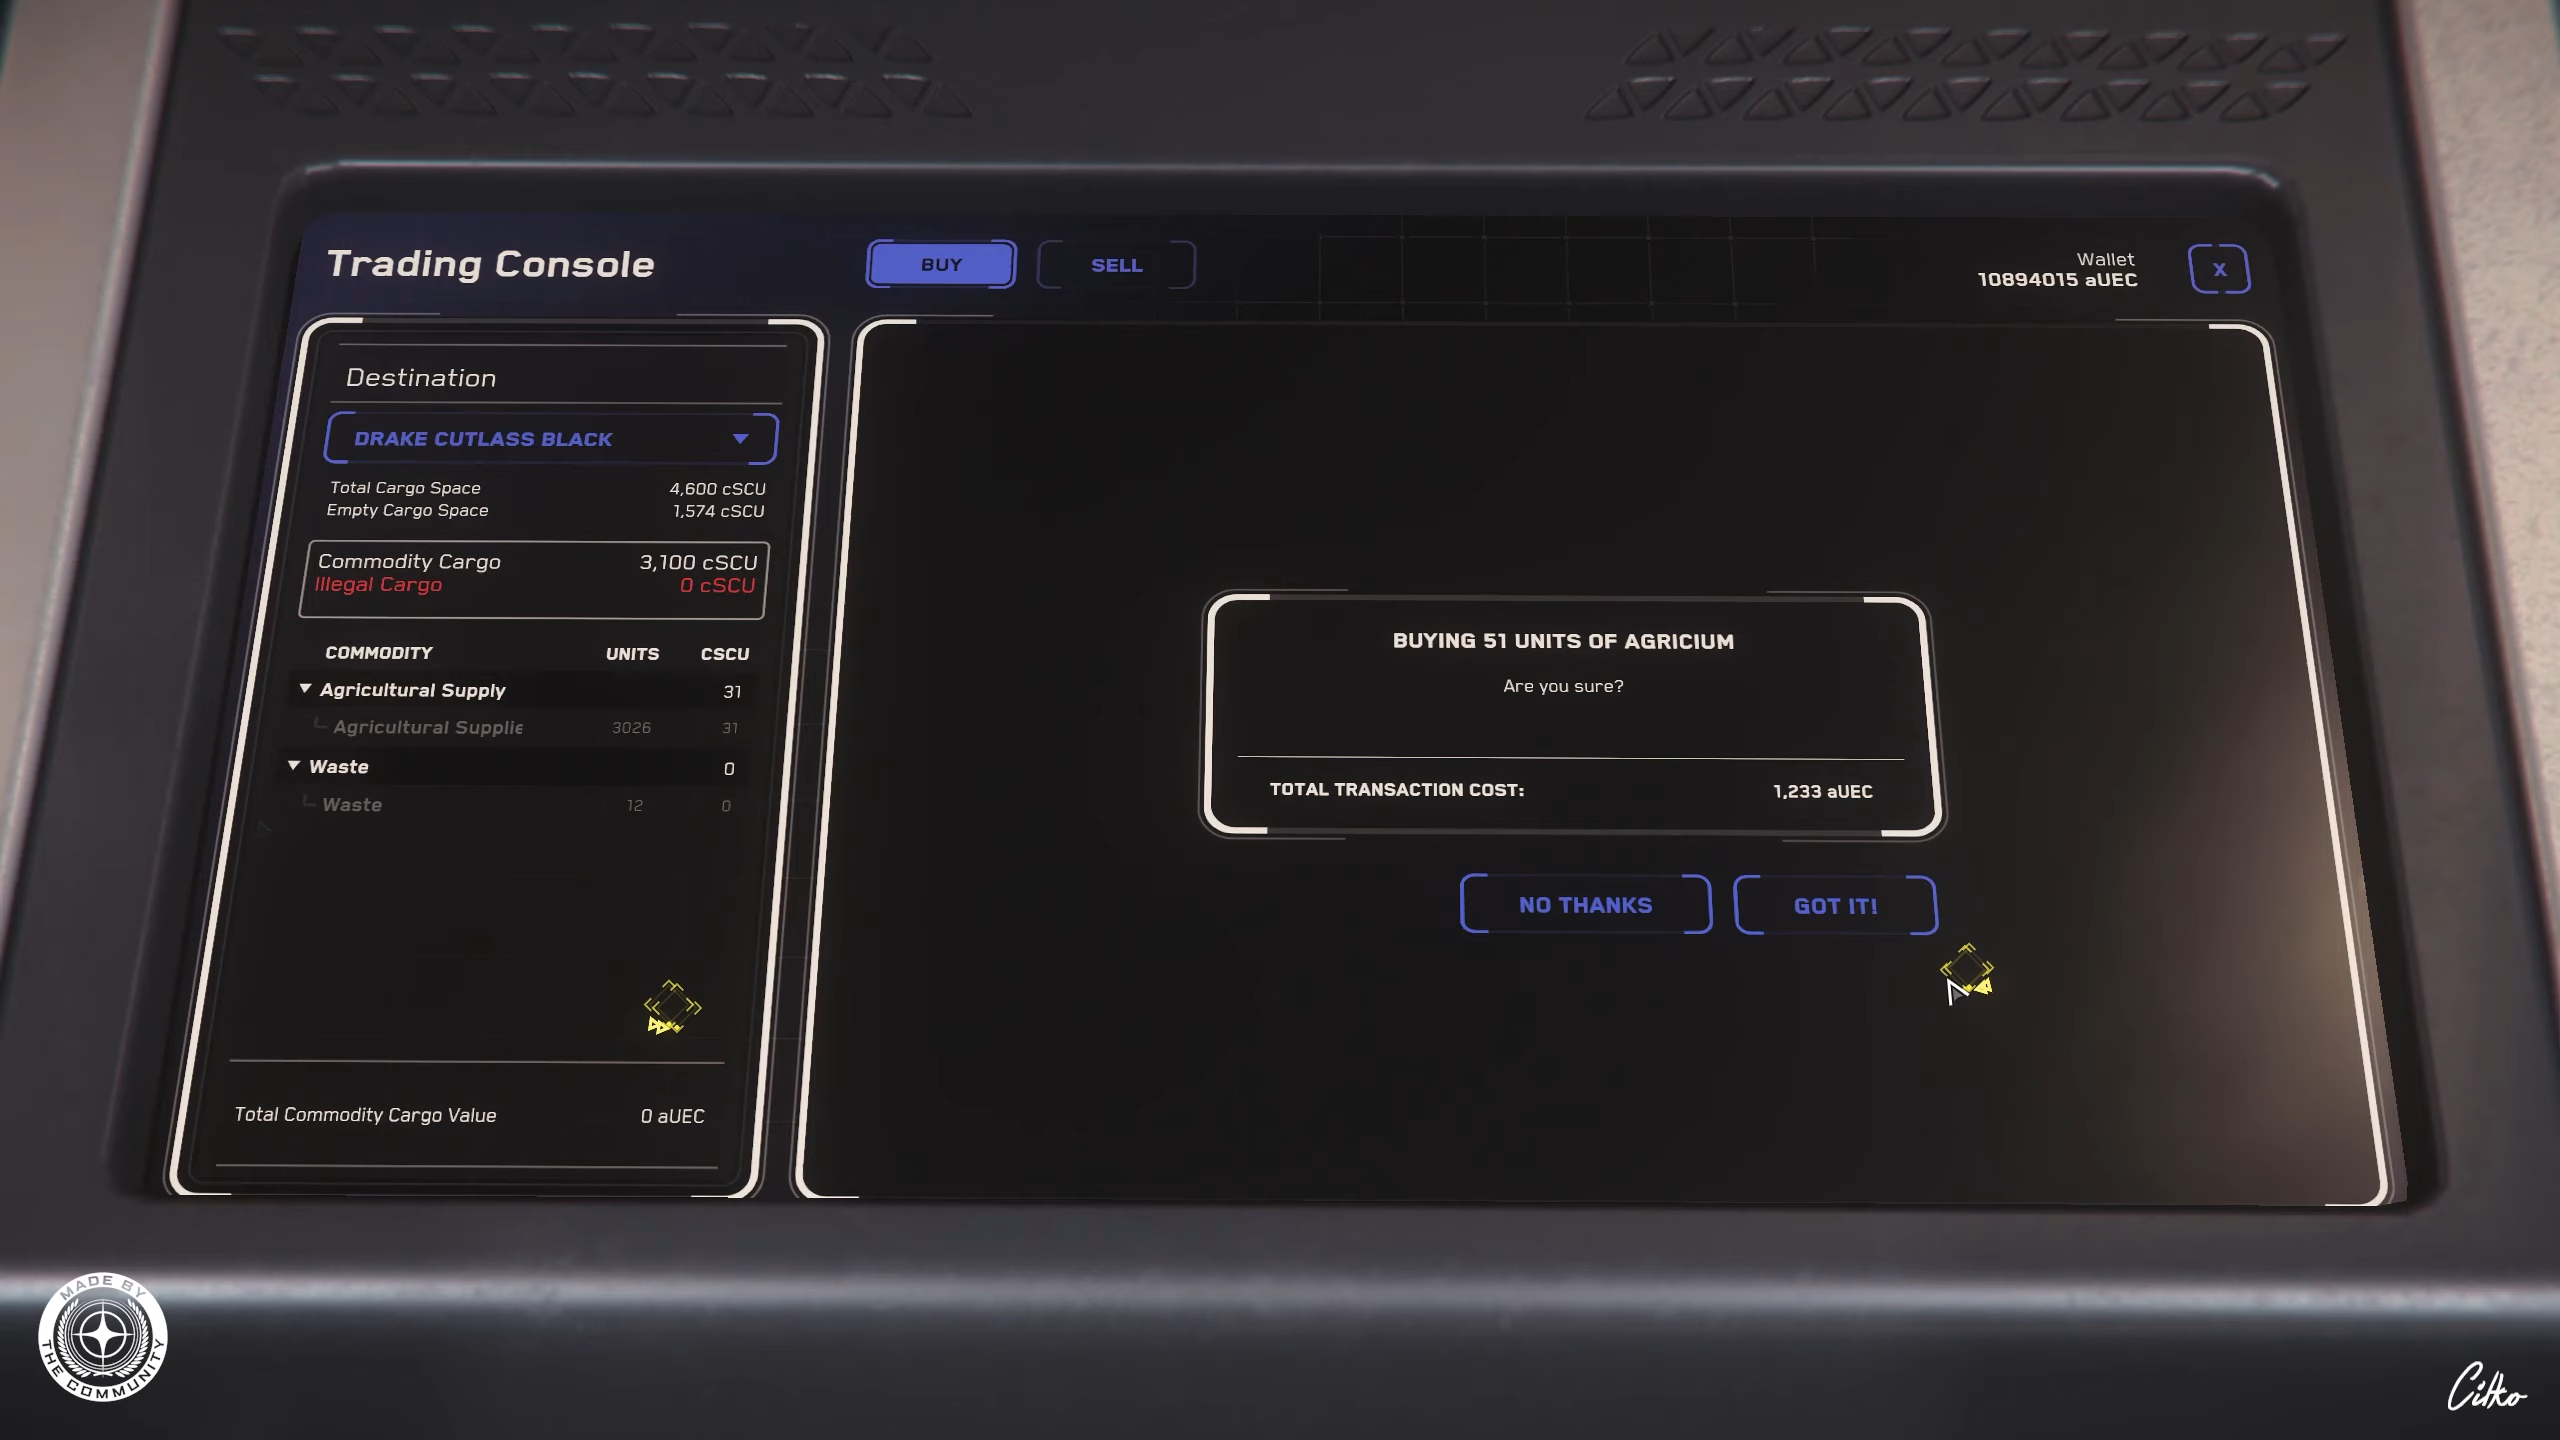 Trading Console
BUY
SELL
Wallet
10894015 aUEC
X
Destination
DRAKE CUTLASS BLACK
Total Cargo Space 4,600 cSCU
Empty Cargo Space 1,574 cSCU
Commodity Cargo 3,100 cSCU
Illegal Cargo 0 cSCU
COMMODITY UNITS CSCU
Agricultural Supply 31
Agricultural Supplie 3026 31
Waste 0
Waste 12 0
Total Commodity Cargo Value 0 aUEC
BUYING 51 UNITS OF AGRICIUM
Are you sure?
TOTAL TRANSACTION COST: 1,233 aUEC
NO THANKS
GOT IT!
MADE BY
THE COMMUNITY